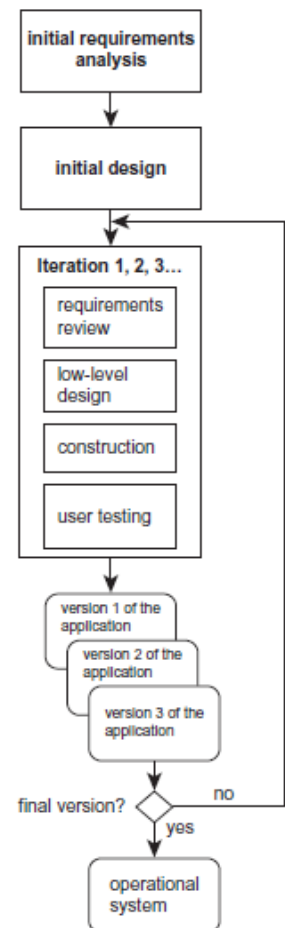 initial requirements
analysis
initial design
Iteration 1, 2, 3...
requirements
review
low-level
design
construction
user testing
version 1 of the
application
version 2 of the
application
version 3 of the
application
final version?
no
yes
operational
system